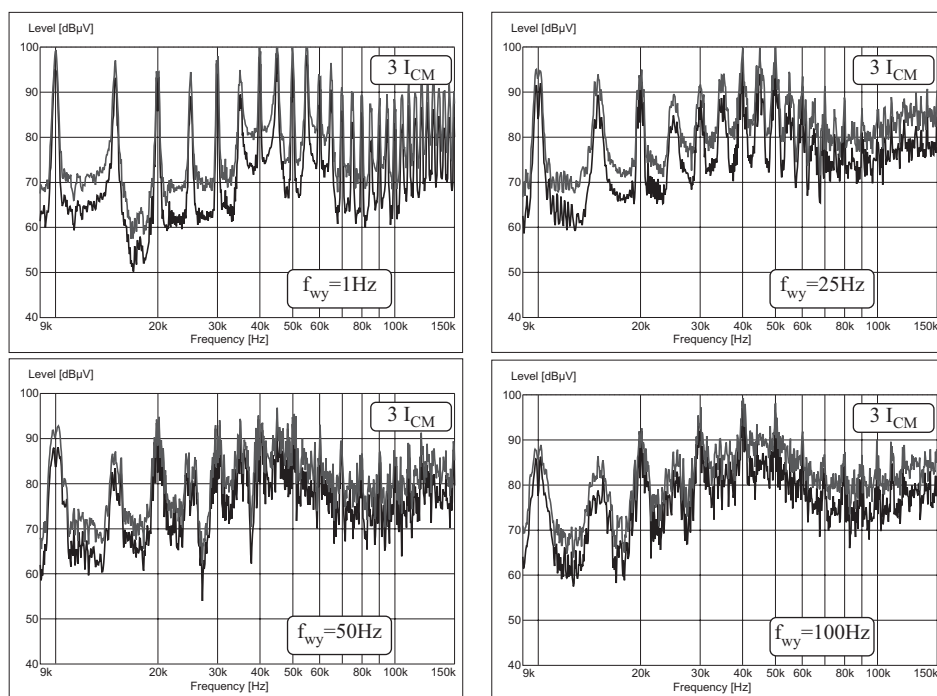 Level [dBµV]
100
90
80
70
60
50
40
3 I_CM
f_wy=1Hz
9k 20k 30k 40k 50k 60k 80k 100k 150k
Frequency [Hz]
Level [dBµV]
100
90
80
70
60
50
40
3 I_CM
f_wy=25Hz
9k 20k 30k 40k 50k 60k 80k 100k 150k
Frequency [Hz]
Level [dBµV]
100
90
80
70
60
50
40
3 I_CM
f_wy=50Hz
9k 20k 30k 40k 50k 60k 80k 100k 150k
Frequency [Hz]
Level [dBµV]
100
90
80
70
60
50
40
3 I_CM
f_wy=100Hz
9k 20k 30k 40k 50k 60k 80k 100k 150k
Frequency [Hz]